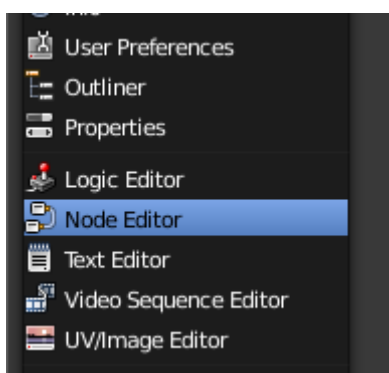 User Preferences
Outliner
Properties
Logic Editor
Node Editor
Text Editor
Video Sequence Editor
UV/Image Editor